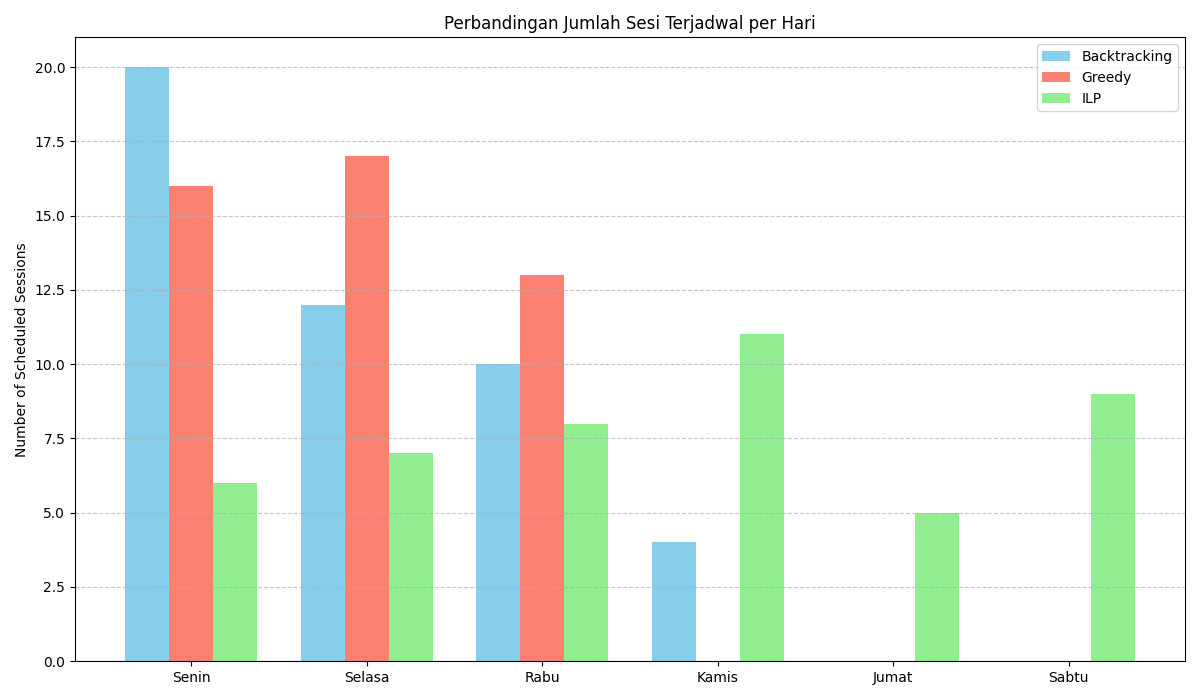 Perbandingan Jumlah Sesi Terjadwal per Hari
Backtracking
Greedy
ILP
Number of Scheduled Sessions
20.0
17.5
15.0
12.5
10.0
7.5
5.0
2.5
0.0
Senin
Selasa
Rabu
Kamis
Jumat
Sabtu